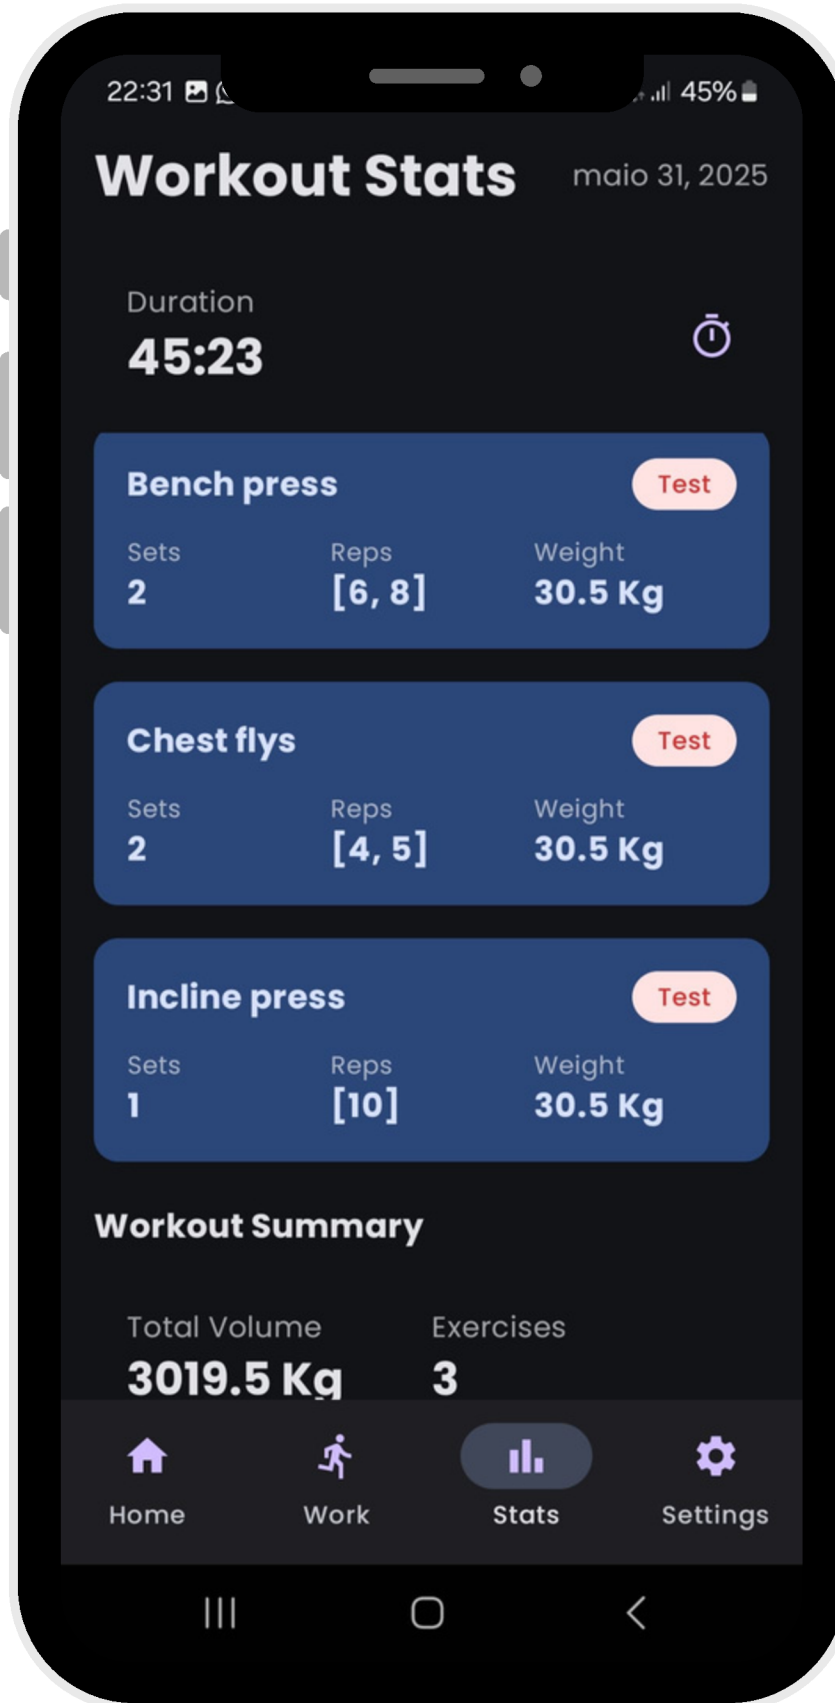 22:31 45%
Workout Stats maio 31, 2025
Duration
45:23
Bench press Test
Sets Reps Weight
2 [6, 8] 30.5 Kg
Chest flys Test
Sets Reps Weight
2 [4, 5] 30.5 Kg
Incline press Test
Sets Reps Weight
1 [10] 30.5 Kg
Workout Summary
Total Volume Exercises
3019.5 Kg 3
Home Work Stats Settings